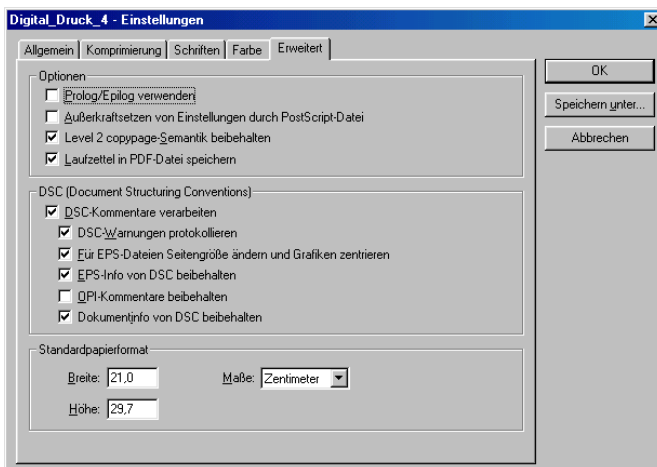 Digital_Druck_4 - Einstellungen
Allgemein Komprimierung Schriften Farbe Erweitert
Optionen
Prolog/Epilog verwenden
Außerkraftsetzen von Einstellungen durch PostScript-Datei
Level 2 copypage-Semantik beibehalten
Laufzettel in PDF-Datei speichern
DSC (Document Structuring Conventions)
DSC-Kommentare verarbeiten
DSC-Warnungen protokollieren
Für EPS-Dateien Seitengröße ändern und Grafiken zentrieren
EPS-Info von DSC beibehalten
OPI-Kommentare beibehalten
Dokumentinfo von DSC beibehalten
Standardpapierformat
Breite: 21,0 Maße: Zentimeter
Höhe: 29,7
OK
Speichern unter...
Abbrechen